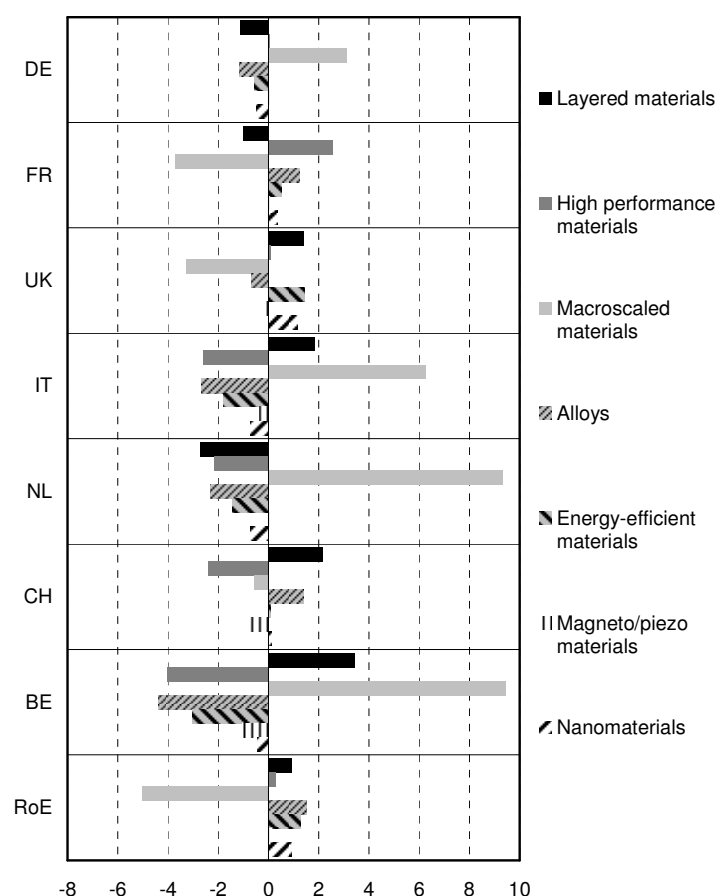 DE
FR
UK
IT
NL
CH
BE
RoE
-8 -6 -4 -2 0 2 4 6 8 10
Layered materials
High performance
materials
Macroscaled
materials
Alloys
Energy-efficient
materials
Magneto/piezo
materials
Nanomaterials